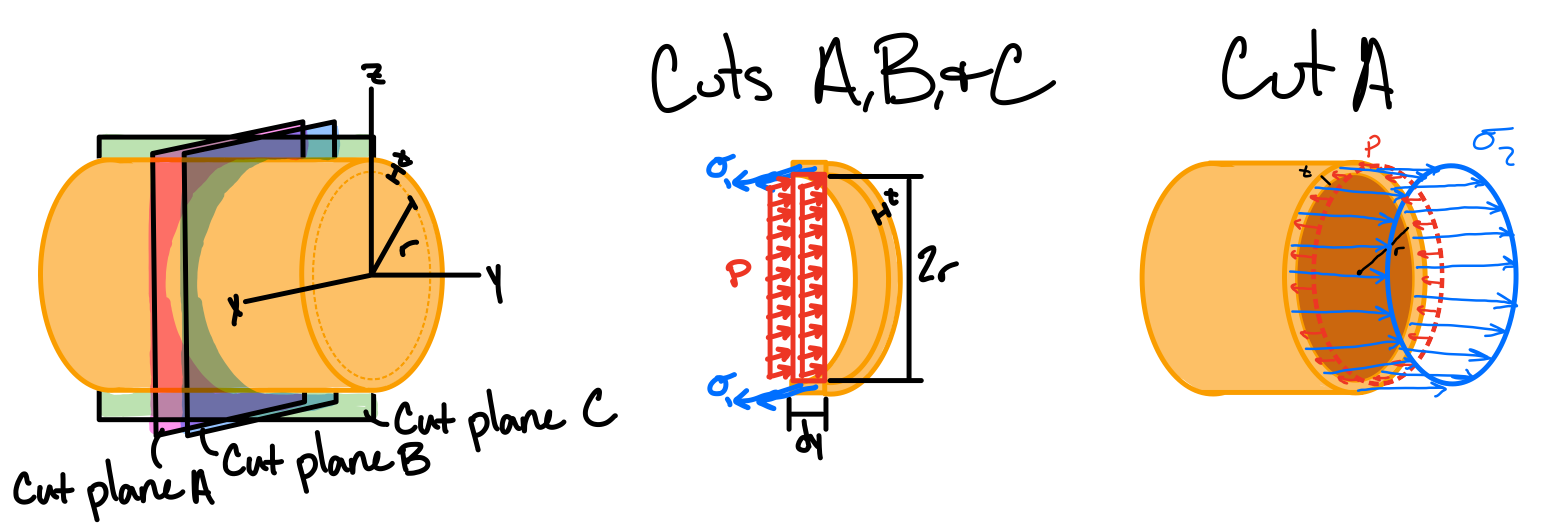 Cuts A, B, & C
Cut A
z
t
r
y
x
Cut plane A
Cut plane B
Cut plane C
σ₁
P
σ₁
t
2r
dy
P
σ₂
t
r